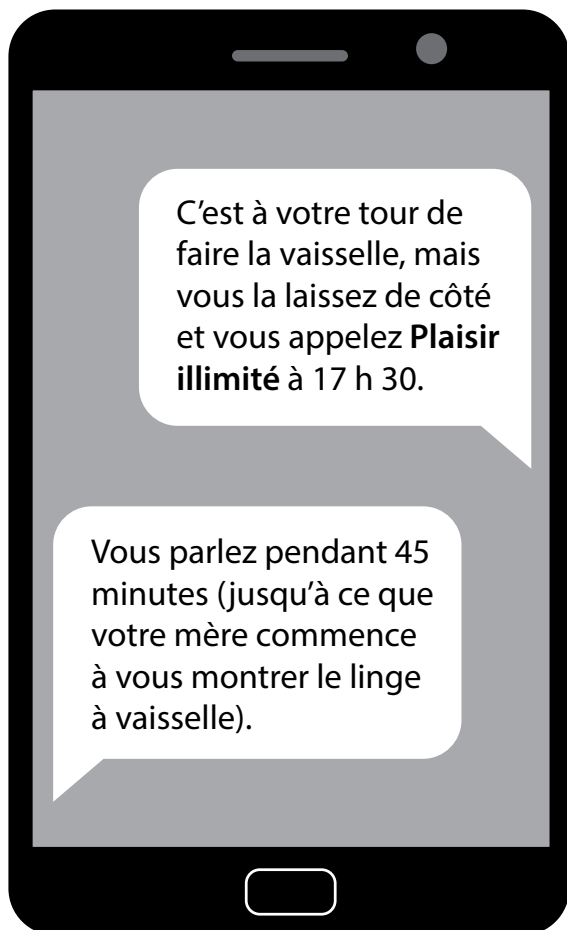 C’est à votre tour de
faire la vaisselle, mais
vous la laissez de côté
et vous appelez Plaisir
illimité à 17 h 30.
Vous parlez pendant 45
minutes (jusqu’à ce que
votre mère commence
à vous montrer le linge
à vaisselle).